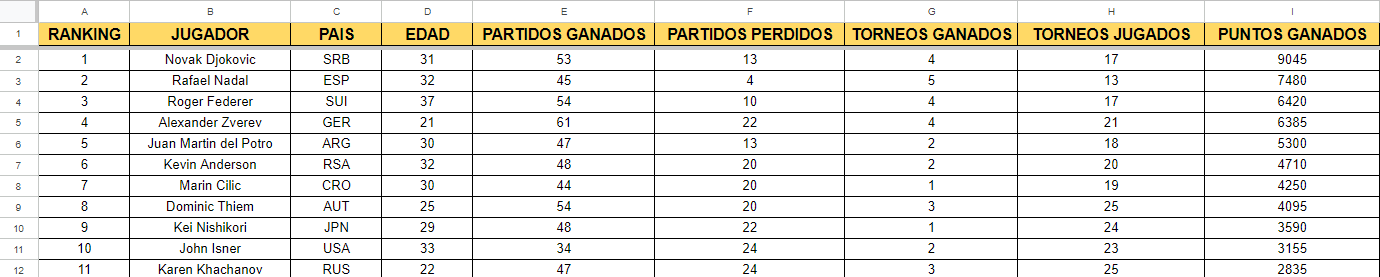 A B C D E F G H I
1 RANKING JUGADOR PAIS EDAD PARTIDOS GANADOS PARTIDOS PERDIDOS TORNEOS GANADOS TORNEOS JUGADOS PUNTOS GANADOS
2 1 Novak Djokovic SRB 31 53 13 4 17 9045
3 2 Rafael Nadal ESP 32 45 4 5 13 7480
4 3 Roger Federer SUI 37 54 10 4 17 6420
5 4 Alexander Zverev GER 21 61 22 4 21 6385
6 5 Juan Martin del Potro ARG 30 47 13 2 18 5300
7 6 Kevin Anderson RSA 32 48 20 2 20 4710
8 7 Marin Cilic CRO 30 44 20 1 19 4250
9 8 Dominic Thiem AUT 25 54 20 3 25 4095
10 9 Kei Nishikori JPN 29 48 22 1 24 3590
11 10 John Isner USA 33 34 24 2 23 3155
12 11 Karen Khachanov RUS 22 47 24 3 25 2835